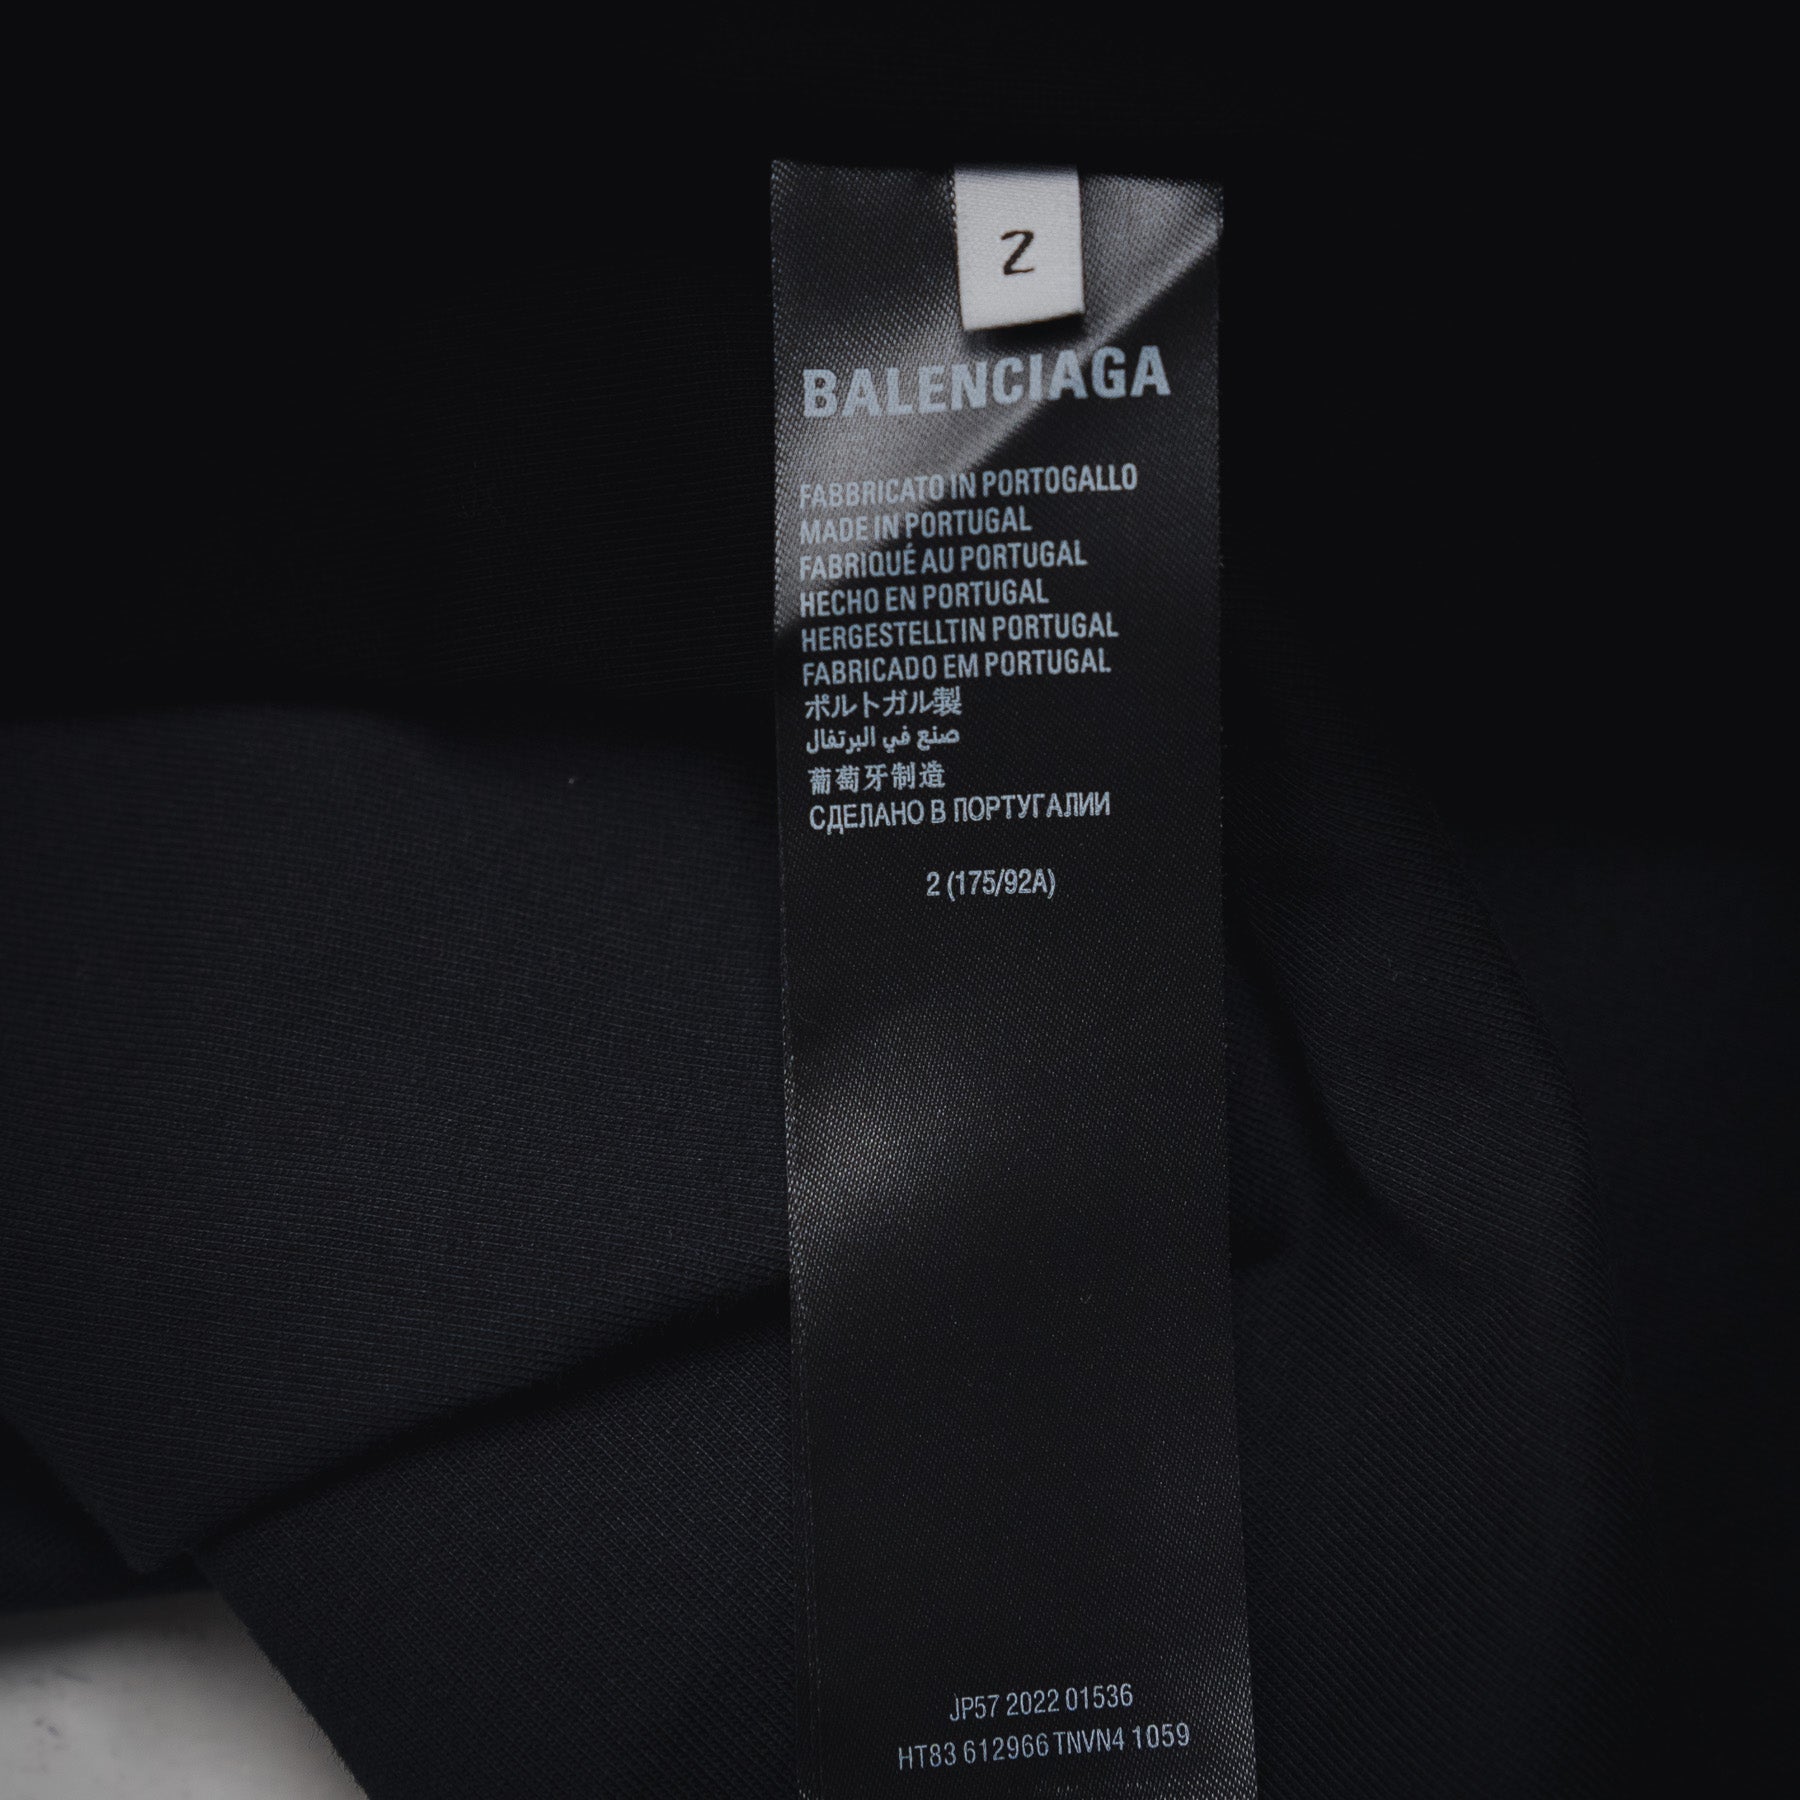 2
BALENCIAGA
FABBRICATO IN PORTOGALLO
MADE IN PORTUGAL
FABRIQUÉ AU PORTUGAL
HECHO EN PORTUGAL
HERGESTELLT IN PORTUGAL
FABRICADO EM PORTUGAL
ポルトガル製
صنع في البرتغال
葡萄牙制造
СДЕЛАНО В ПОРТУГАЛИИ
2 (175/92A)
JP57 2022 01536
HT83 612966 TNVN4 1059